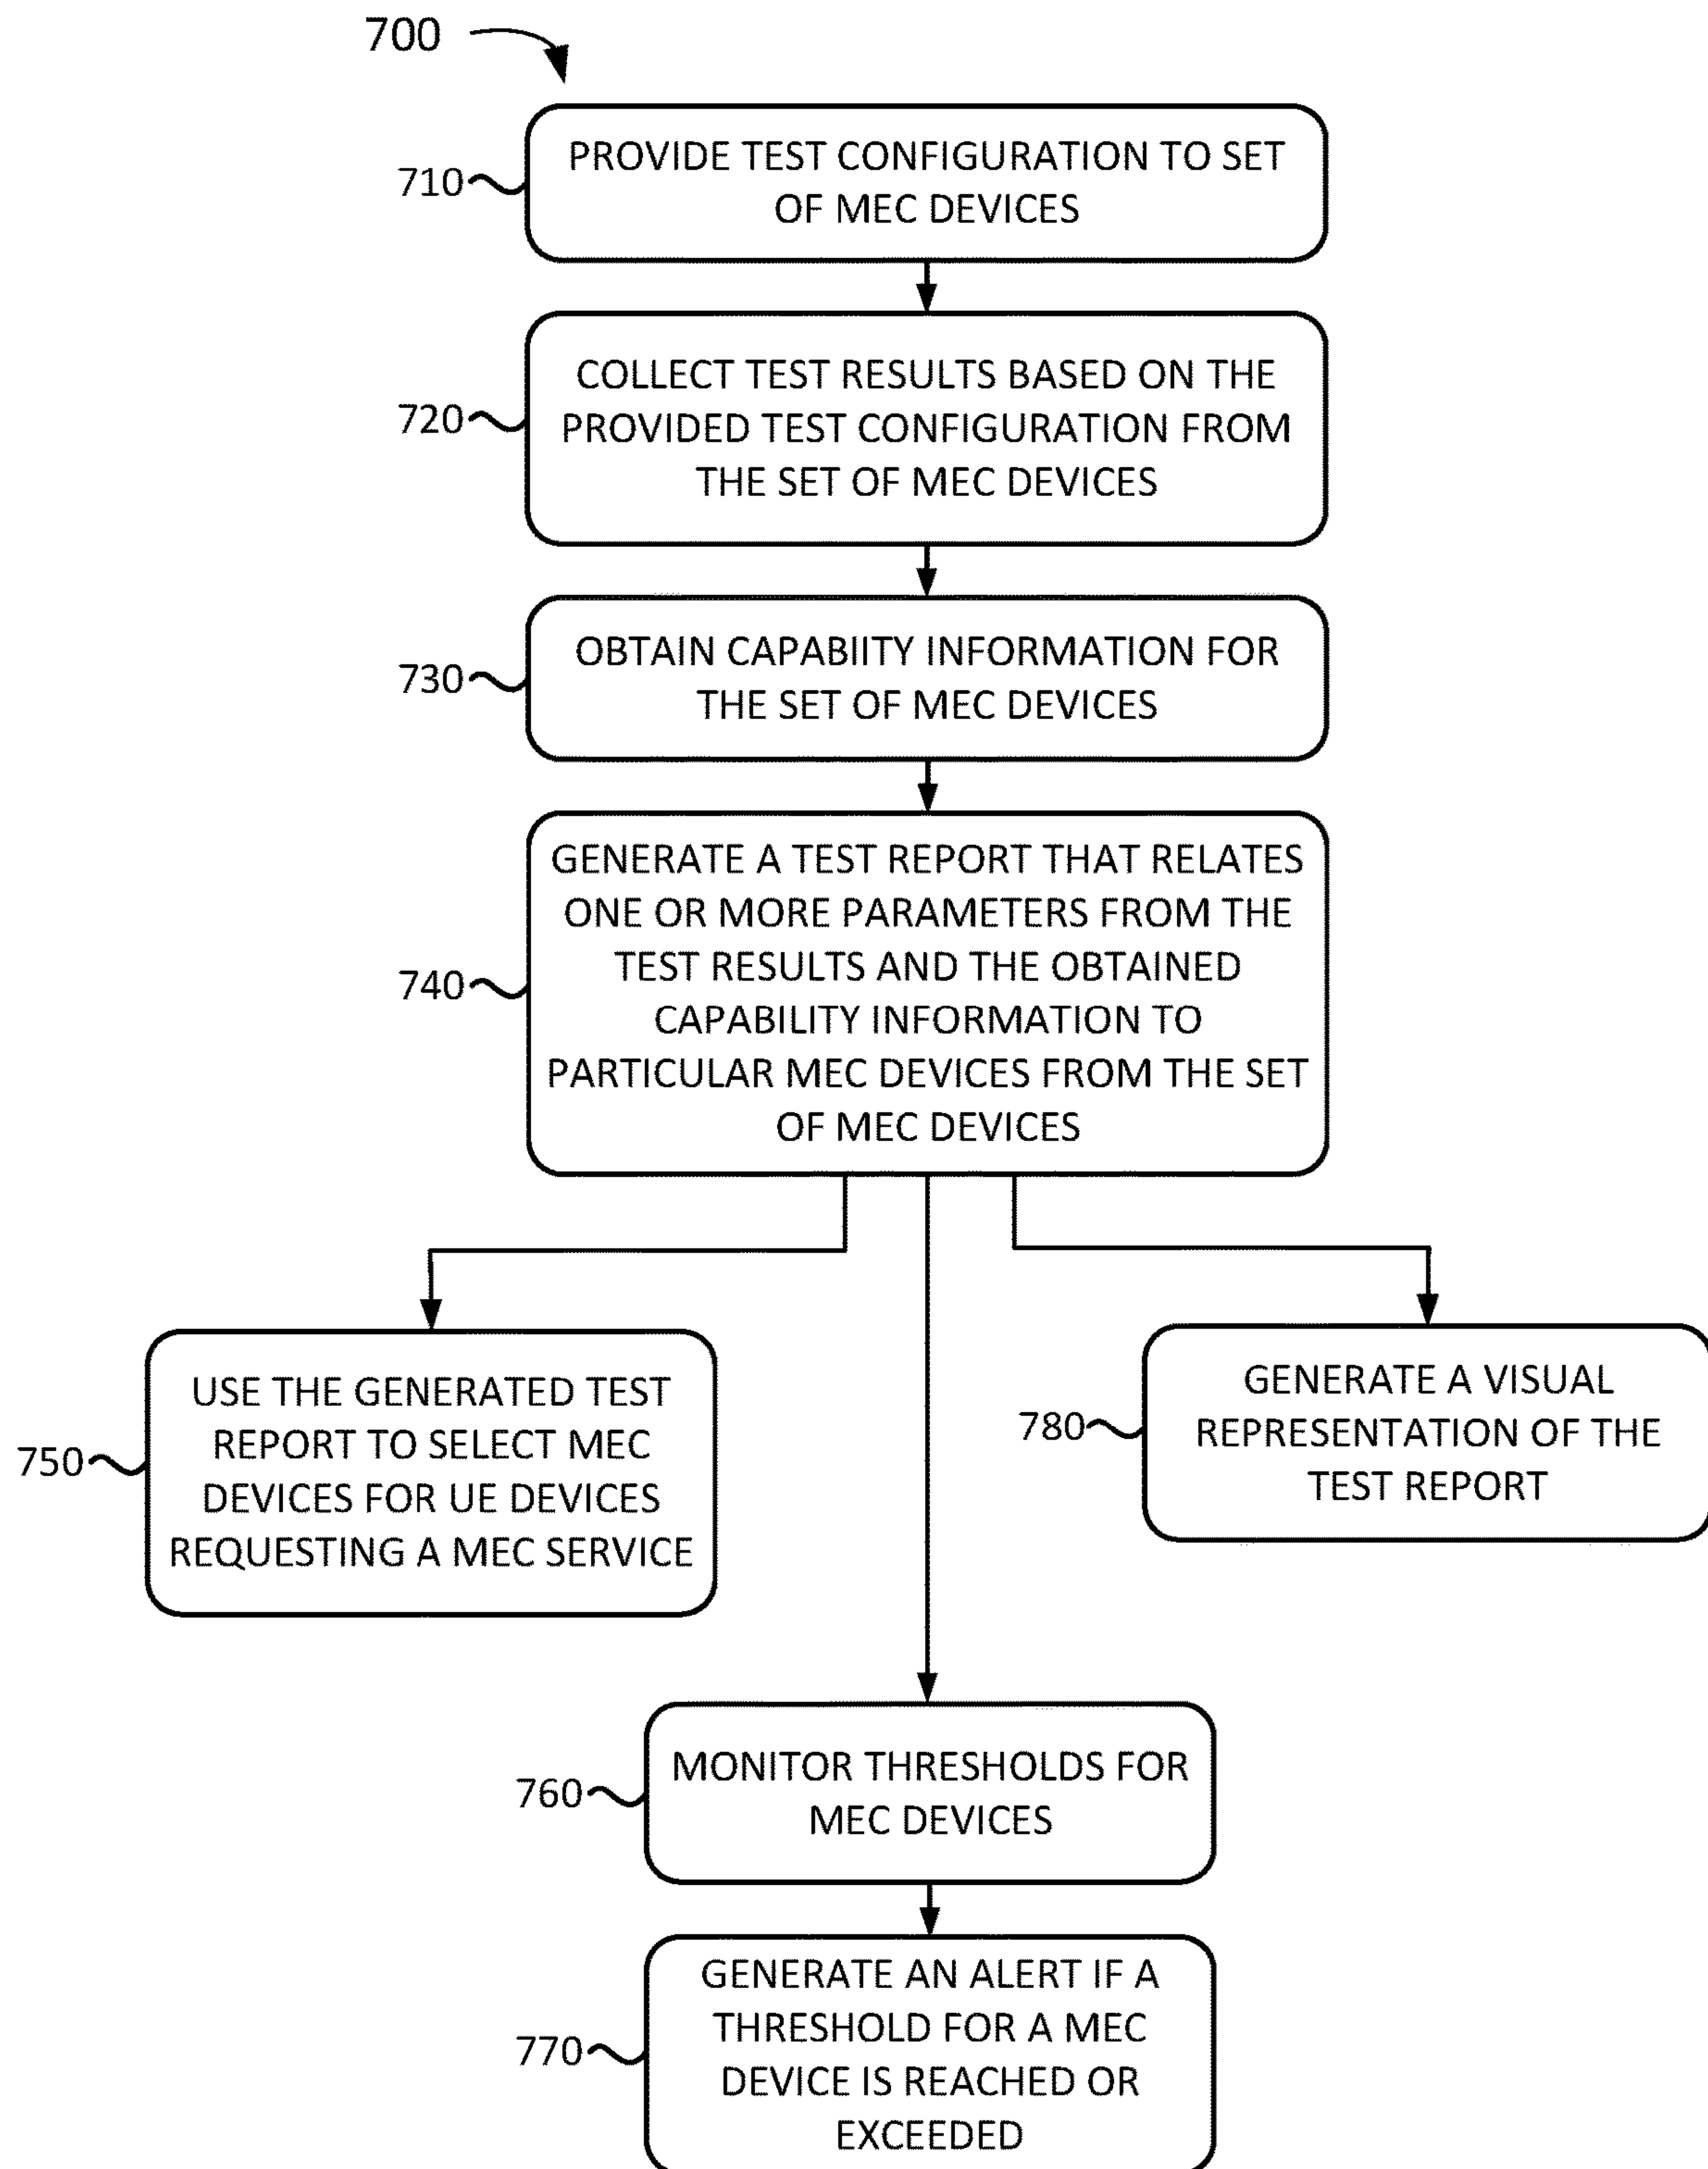 700
710
PROVIDE TEST CONFIGURATION TO SET
OF MEC DEVICES
720
COLLECT TEST RESULTS BASED ON THE
PROVIDED TEST CONFIGURATION FROM
THE SET OF MEC DEVICES
730
OBTAIN CAPABIITY INFORMATION FOR
THE SET OF MEC DEVICES
740
GENERATE A TEST REPORT THAT RELATES
ONE OR MORE PARAMETERS FROM THE
TEST RESULTS AND THE OBTAINED
CAPABILITY INFORMATION TO
PARTICULAR MEC DEVICES FROM THE SET
OF MEC DEVICES
750
USE THE GENERATED TEST
REPORT TO SELECT MEC
DEVICES FOR UE DEVICES
REQUESTING A MEC SERVICE
780
GENERATE A VISUAL
REPRESENTATION OF THE
TEST REPORT
760
MONITOR THRESHOLDS FOR
MEC DEVICES
770
GENERATE AN ALERT IF A
THRESHOLD FOR A MEC
DEVICE IS REACHED OR
EXCEEDED